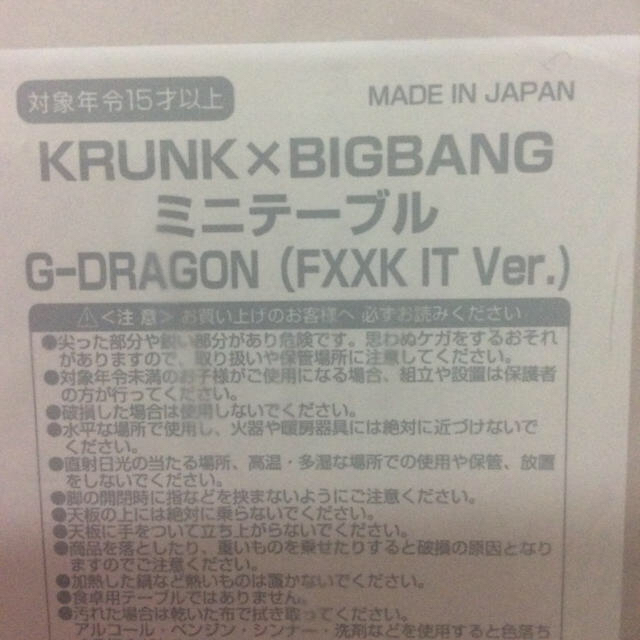 対象年令15才以上
MADE IN JAPAN
KRUNK×BIGBANG
ミニテーブル
G-DRAGON (FXXK IT Ver.)
⚠<注 意> お買い上げのお客様へ 必ずお読みください
●尖った部分や鋭い部分があり危険です。思わぬケガをするおそれ
がありますので、取り扱いや保管場所に注意してください。
●対象年令未満のお子様がご使用になる場合、組立や設置は保護者
の方が行ってください。
●破損した場合は使用しないでください。
●水平な場所で使用し、火器や暖房器具には絶対に近づけないで
ください。
●直射日光の当たる場所、高温・多湿な場所での使用や保管、放置
をしないでください。
●脚の開閉時に指などを挟まないようにご注意ください。
●天板の上には絶対に乗らないでください。
●天板に手をついて立ち上がらないでください。
●商品を落としたり、重いものを乗せたりすると破損の原因となり
ますのでご注意ください。
●加熱した鍋など熱いものは置かないでください。
●食卓用テーブルではありません。
●汚れた場合は乾いた布で拭き取ってください。
アルコール・ベンジン・シンナー・洗剤などを使用すると色落ち